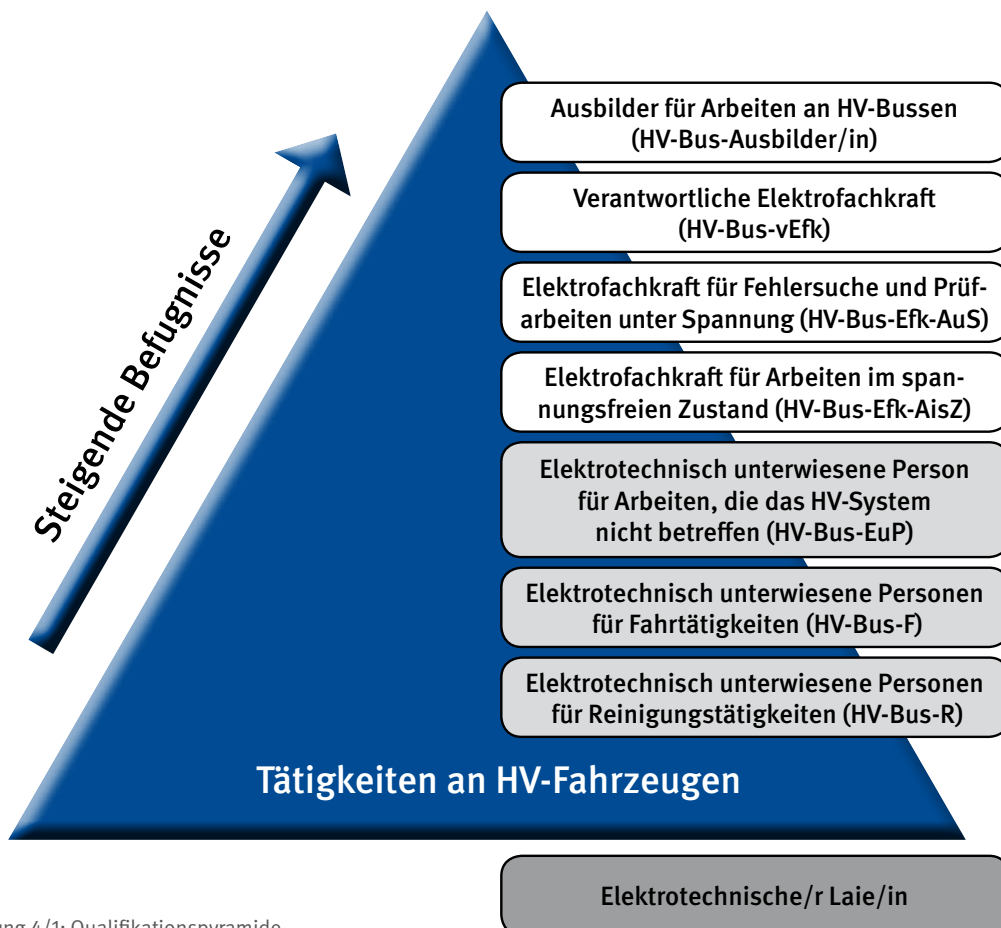 Steigende Befugnisse
Ausbilder für Arbeiten an HV-Bussen
(HV-Bus-Ausbilder/in)
Verantwortliche Elektrofachkraft
(HV-Bus-vEfk)
Elektrofachkraft für Fehlersuche und Prüf-
arbeiten unter Spannung (HV-Bus-Efk-AuS)
Elektrofachkraft für Arbeiten im span-
nungsfreien Zustand (HV-Bus-Efk-AisZ)
Elektrotechnisch unterwiesene Person
für Arbeiten, die das HV-System
nicht betreffen (HV-Bus-EuP)
Elektrotechnisch unterwiesene Personen
für Fahrtätigkeiten (HV-Bus-F)
Elektrotechnisch unterwiesene Personen
für Reinigungstätigkeiten (HV-Bus-R)
Tätigkeiten an HV-Fahrzeugen
Elektrotechnische/r Laie/in
4/1: Qualifikationspyramide